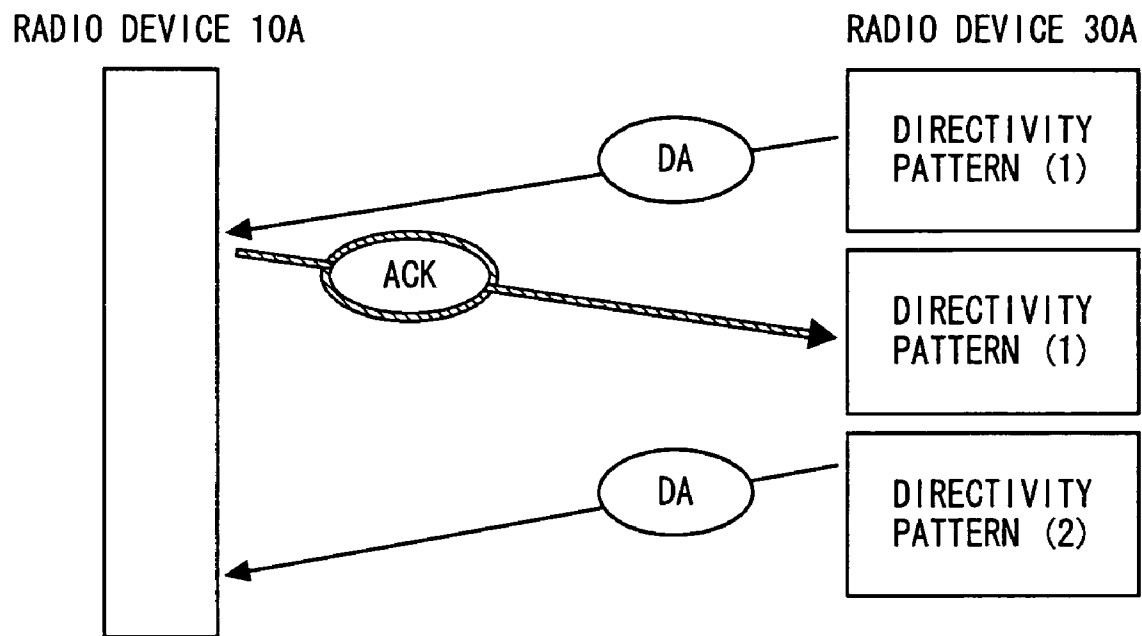 RADIO DEVICE 10A
RADIO DEVICE 30A
DA
DIRECTIVITY
PATTERN (1)
ACK
DIRECTIVITY
PATTERN (1)
DA
DIRECTIVITY
PATTERN (2)